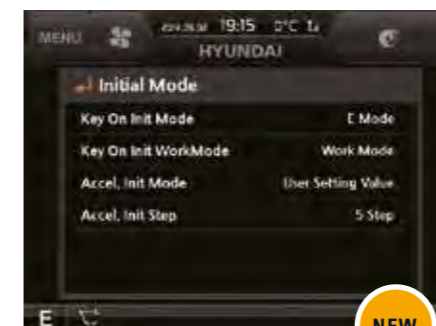 MENU 19:15 0°C
HYUNDAI
Initial Mode
Key On Init Mode E Mode
Key On Init WorkMode Work Mode
Accel. Init Mode User Setting Value
Accel. Init Step 5 Step
E
NEW